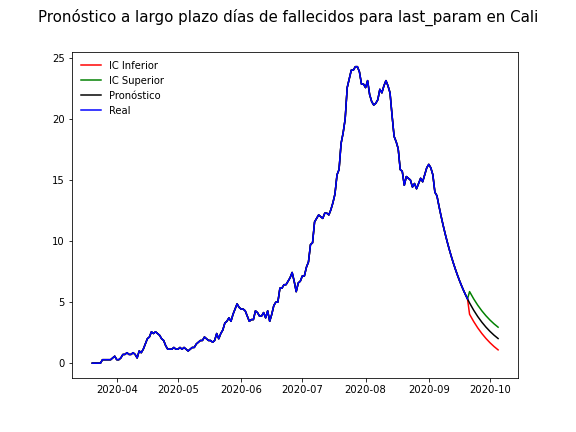 Pronóstico a largo plazo días de fallecidos para last_param en Cali
25
20
15
10
5
0
IC Inferior
IC Superior
Pronóstico
Real
2020-04 2020-05 2020-06 2020-07 2020-08 2020-09 2020-10